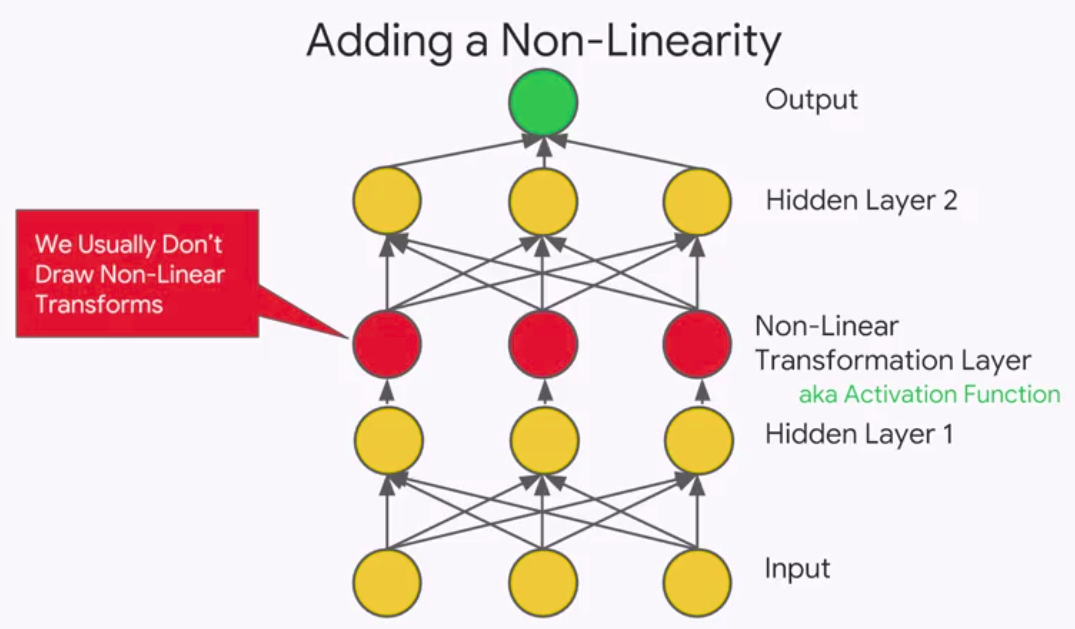 Adding a Non-Linearity
Output
Hidden Layer 2
We Usually Don't
Draw Non-Linear
Transforms
Non-Linear
Transformation Layer
aka Activation Function
Hidden Layer 1
Input